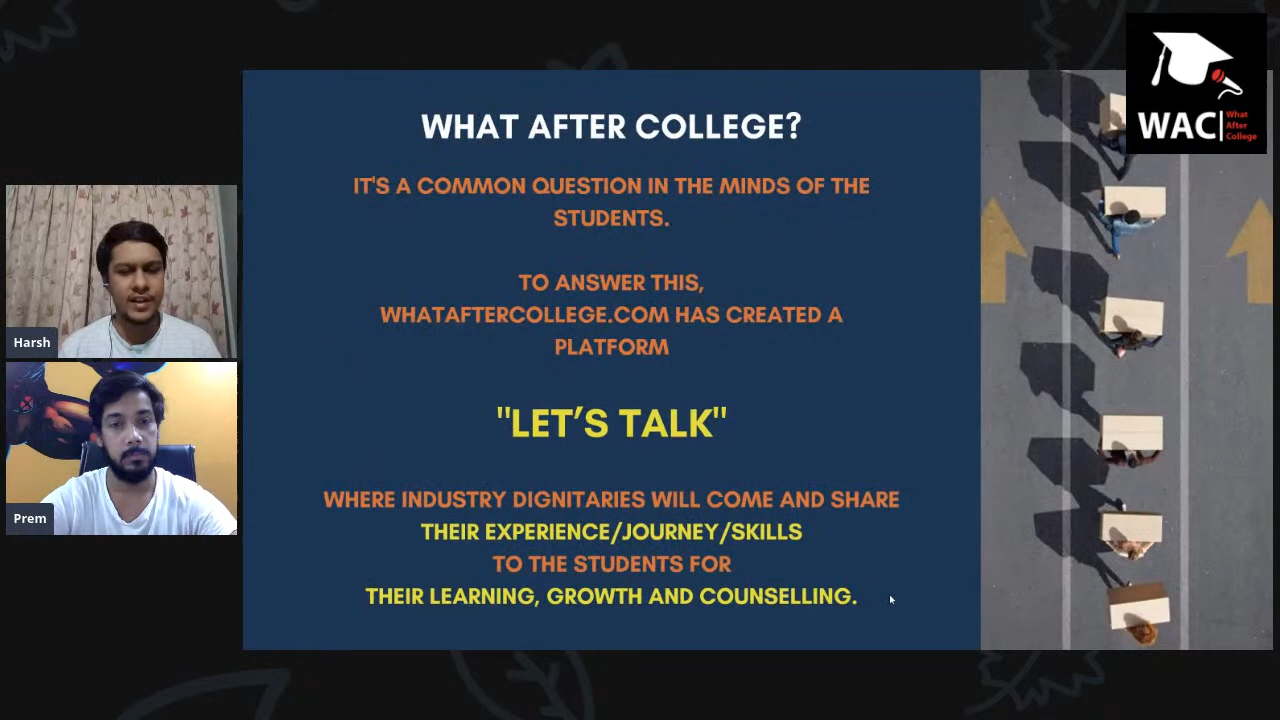 WHAT AFTER COLLEGE?
IT'S A COMMON QUESTION IN THE MINDS OF THE
STUDENTS.
TO ANSWER THIS,
WHATAFTERCOLLEGE.COM HAS CREATED A
PLATFORM
"LET’S TALK"
WHERE INDUSTRY DIGNITARIES WILL COME AND SHARE
THEIR EXPERIENCE/JOURNEY/SKILLS
TO THE STUDENTS FOR
THEIR LEARNING, GROWTH AND COUNSELLING.
WAC
What
After
College
Harsh
Prem